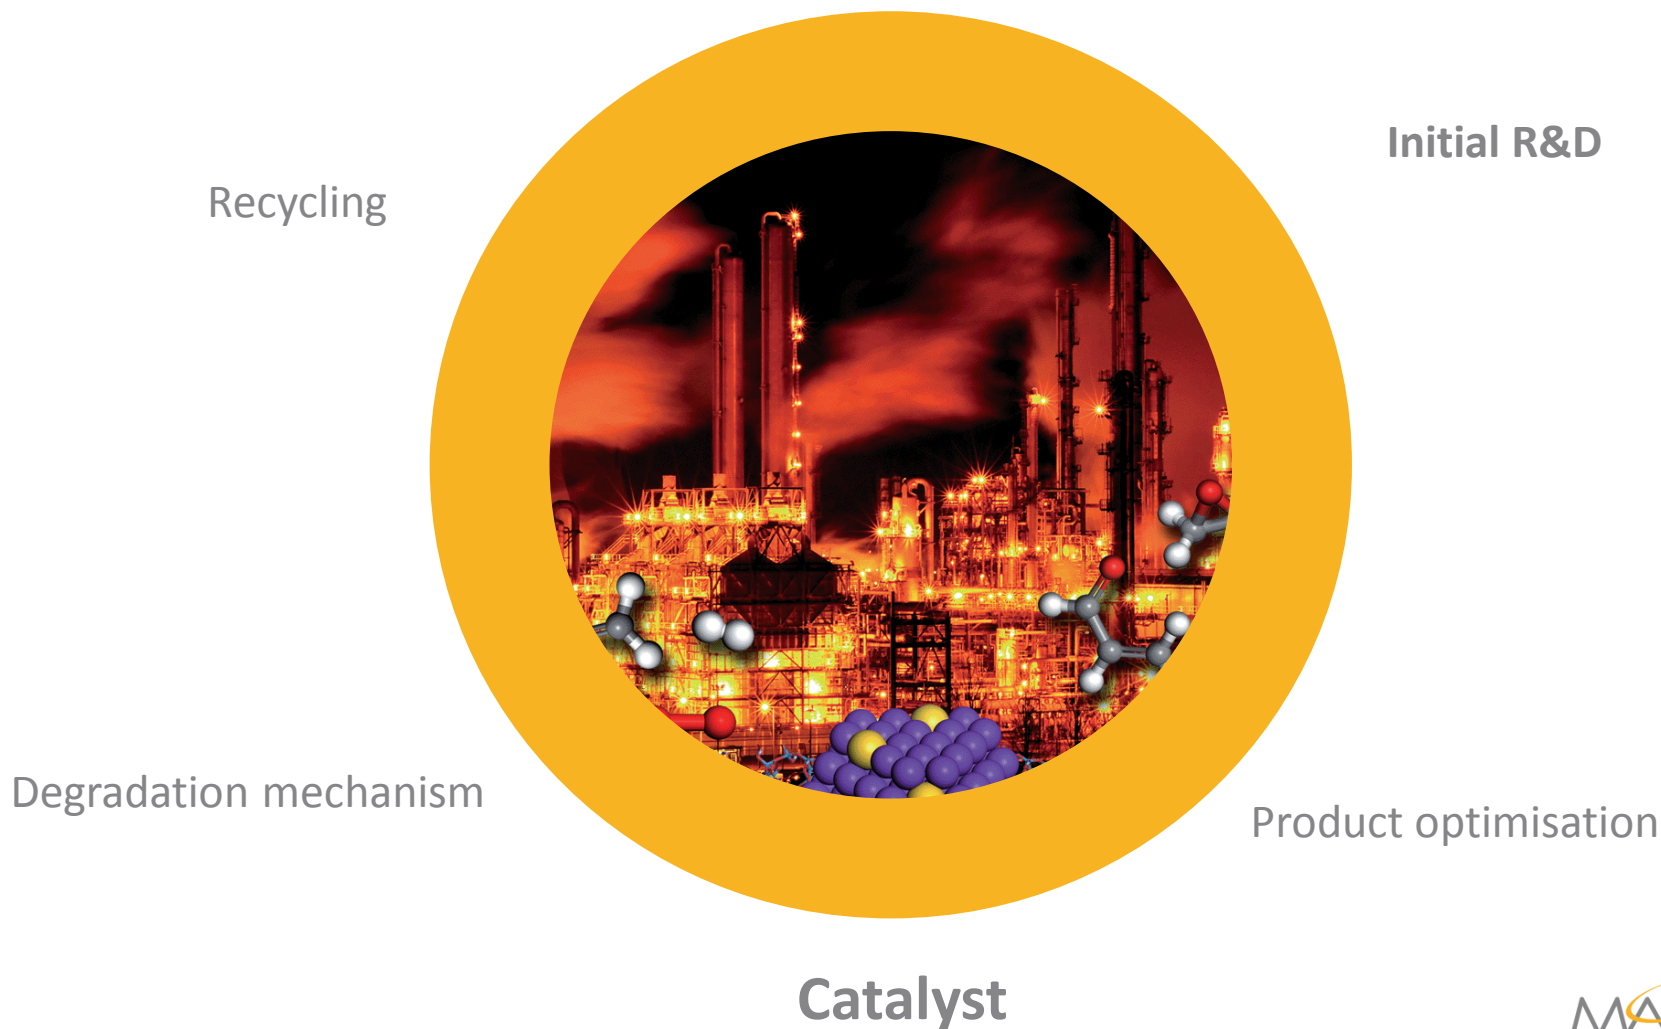 Initial R&D
Recycling
Degradation mechanism
Product optimisation
Catalyst